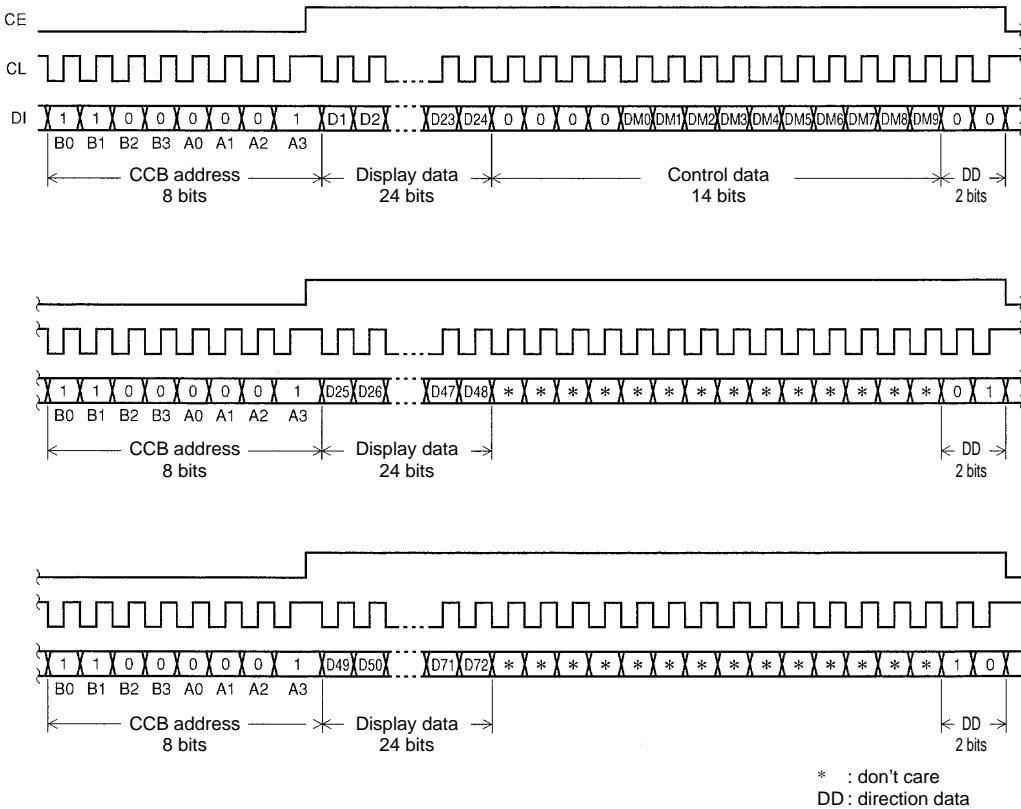 CE
CL
DI 1 1 0 0 0 0 0 1 D1 D2 D23 D24 0 0 0 0 DM0 DM1 DM2 DM3 DM4 DM5 DM6 DM7 DM8 DM9 0 0
B0 B1 B2 B3 A0 A1 A2 A3
CCB address Display data Control data DD
8 bits 24 bits 14 bits 2 bits
1 1 0 0 0 0 0 1 D25 D26 D47 D48 * * * * * * * * * * * * * * 0 1
B0 B1 B2 B3 A0 A1 A2 A3
CCB address Display data DD
8 bits 24 bits 2 bits
1 1 0 0 0 0 0 1 D49 D50 D71 D72 * * * * * * * * * * * * * * 1 0
B0 B1 B2 B3 A0 A1 A2 A3
CCB address Display data DD
8 bits 24 bits 2 bits
* : don't care
DD : direction data